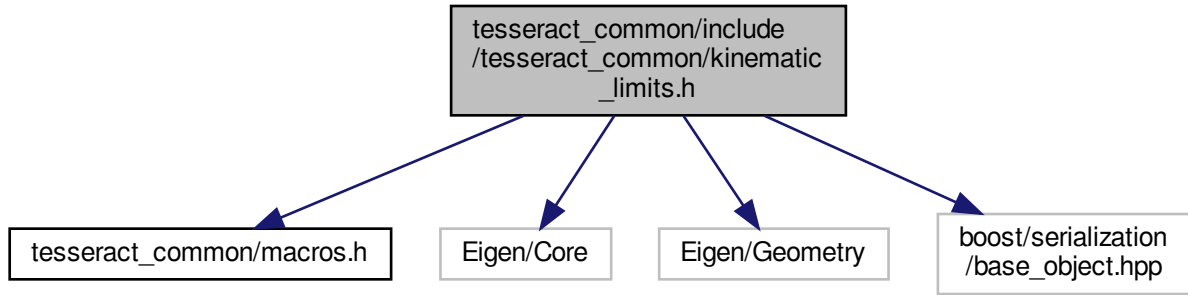 tesseract_common/include
/tesseract_common/kinematic
_limits.h
tesseract_common/macros.h
Eigen/Core
Eigen/Geometry
boost/serialization
/base_object.hpp